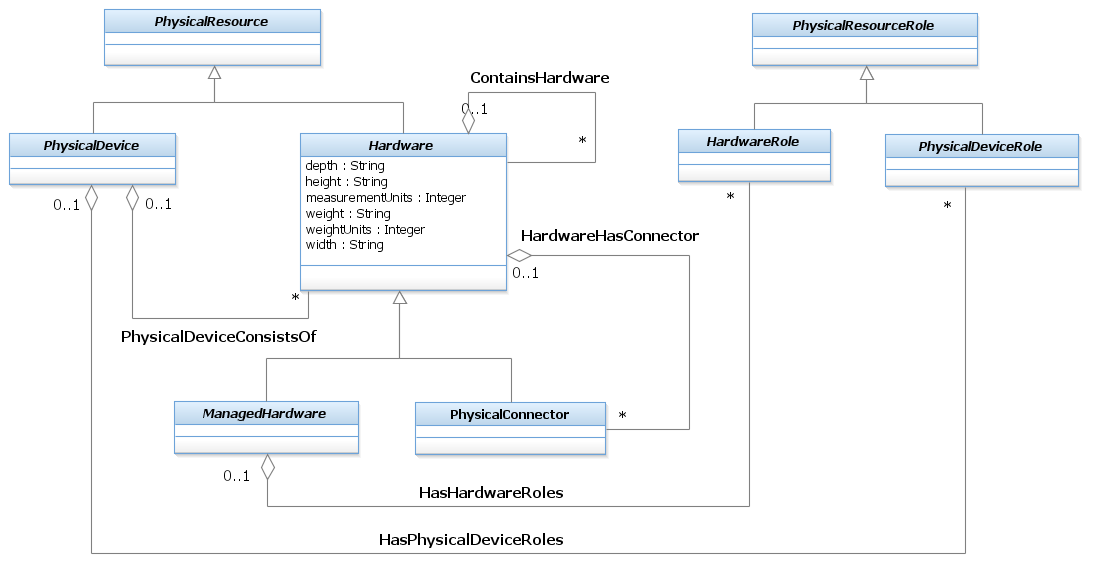 PhysicalResource
PhysicalResourceRole
ContainsHardware
0..1
*
PhysicalDevice
Hardware
HardwareRole
PhysicalDeviceRole
depth : String
height : String
measurementUnits : Integer
weight : String
weightUnits : Integer
width : String
0..1
0..1
*
*
HardwareHasConnector
0..1
*
PhysicalDeviceConsistsOf
ManagedHardware
PhysicalConnector
*
0..1
HasHardwareRoles
HasPhysicalDeviceRoles